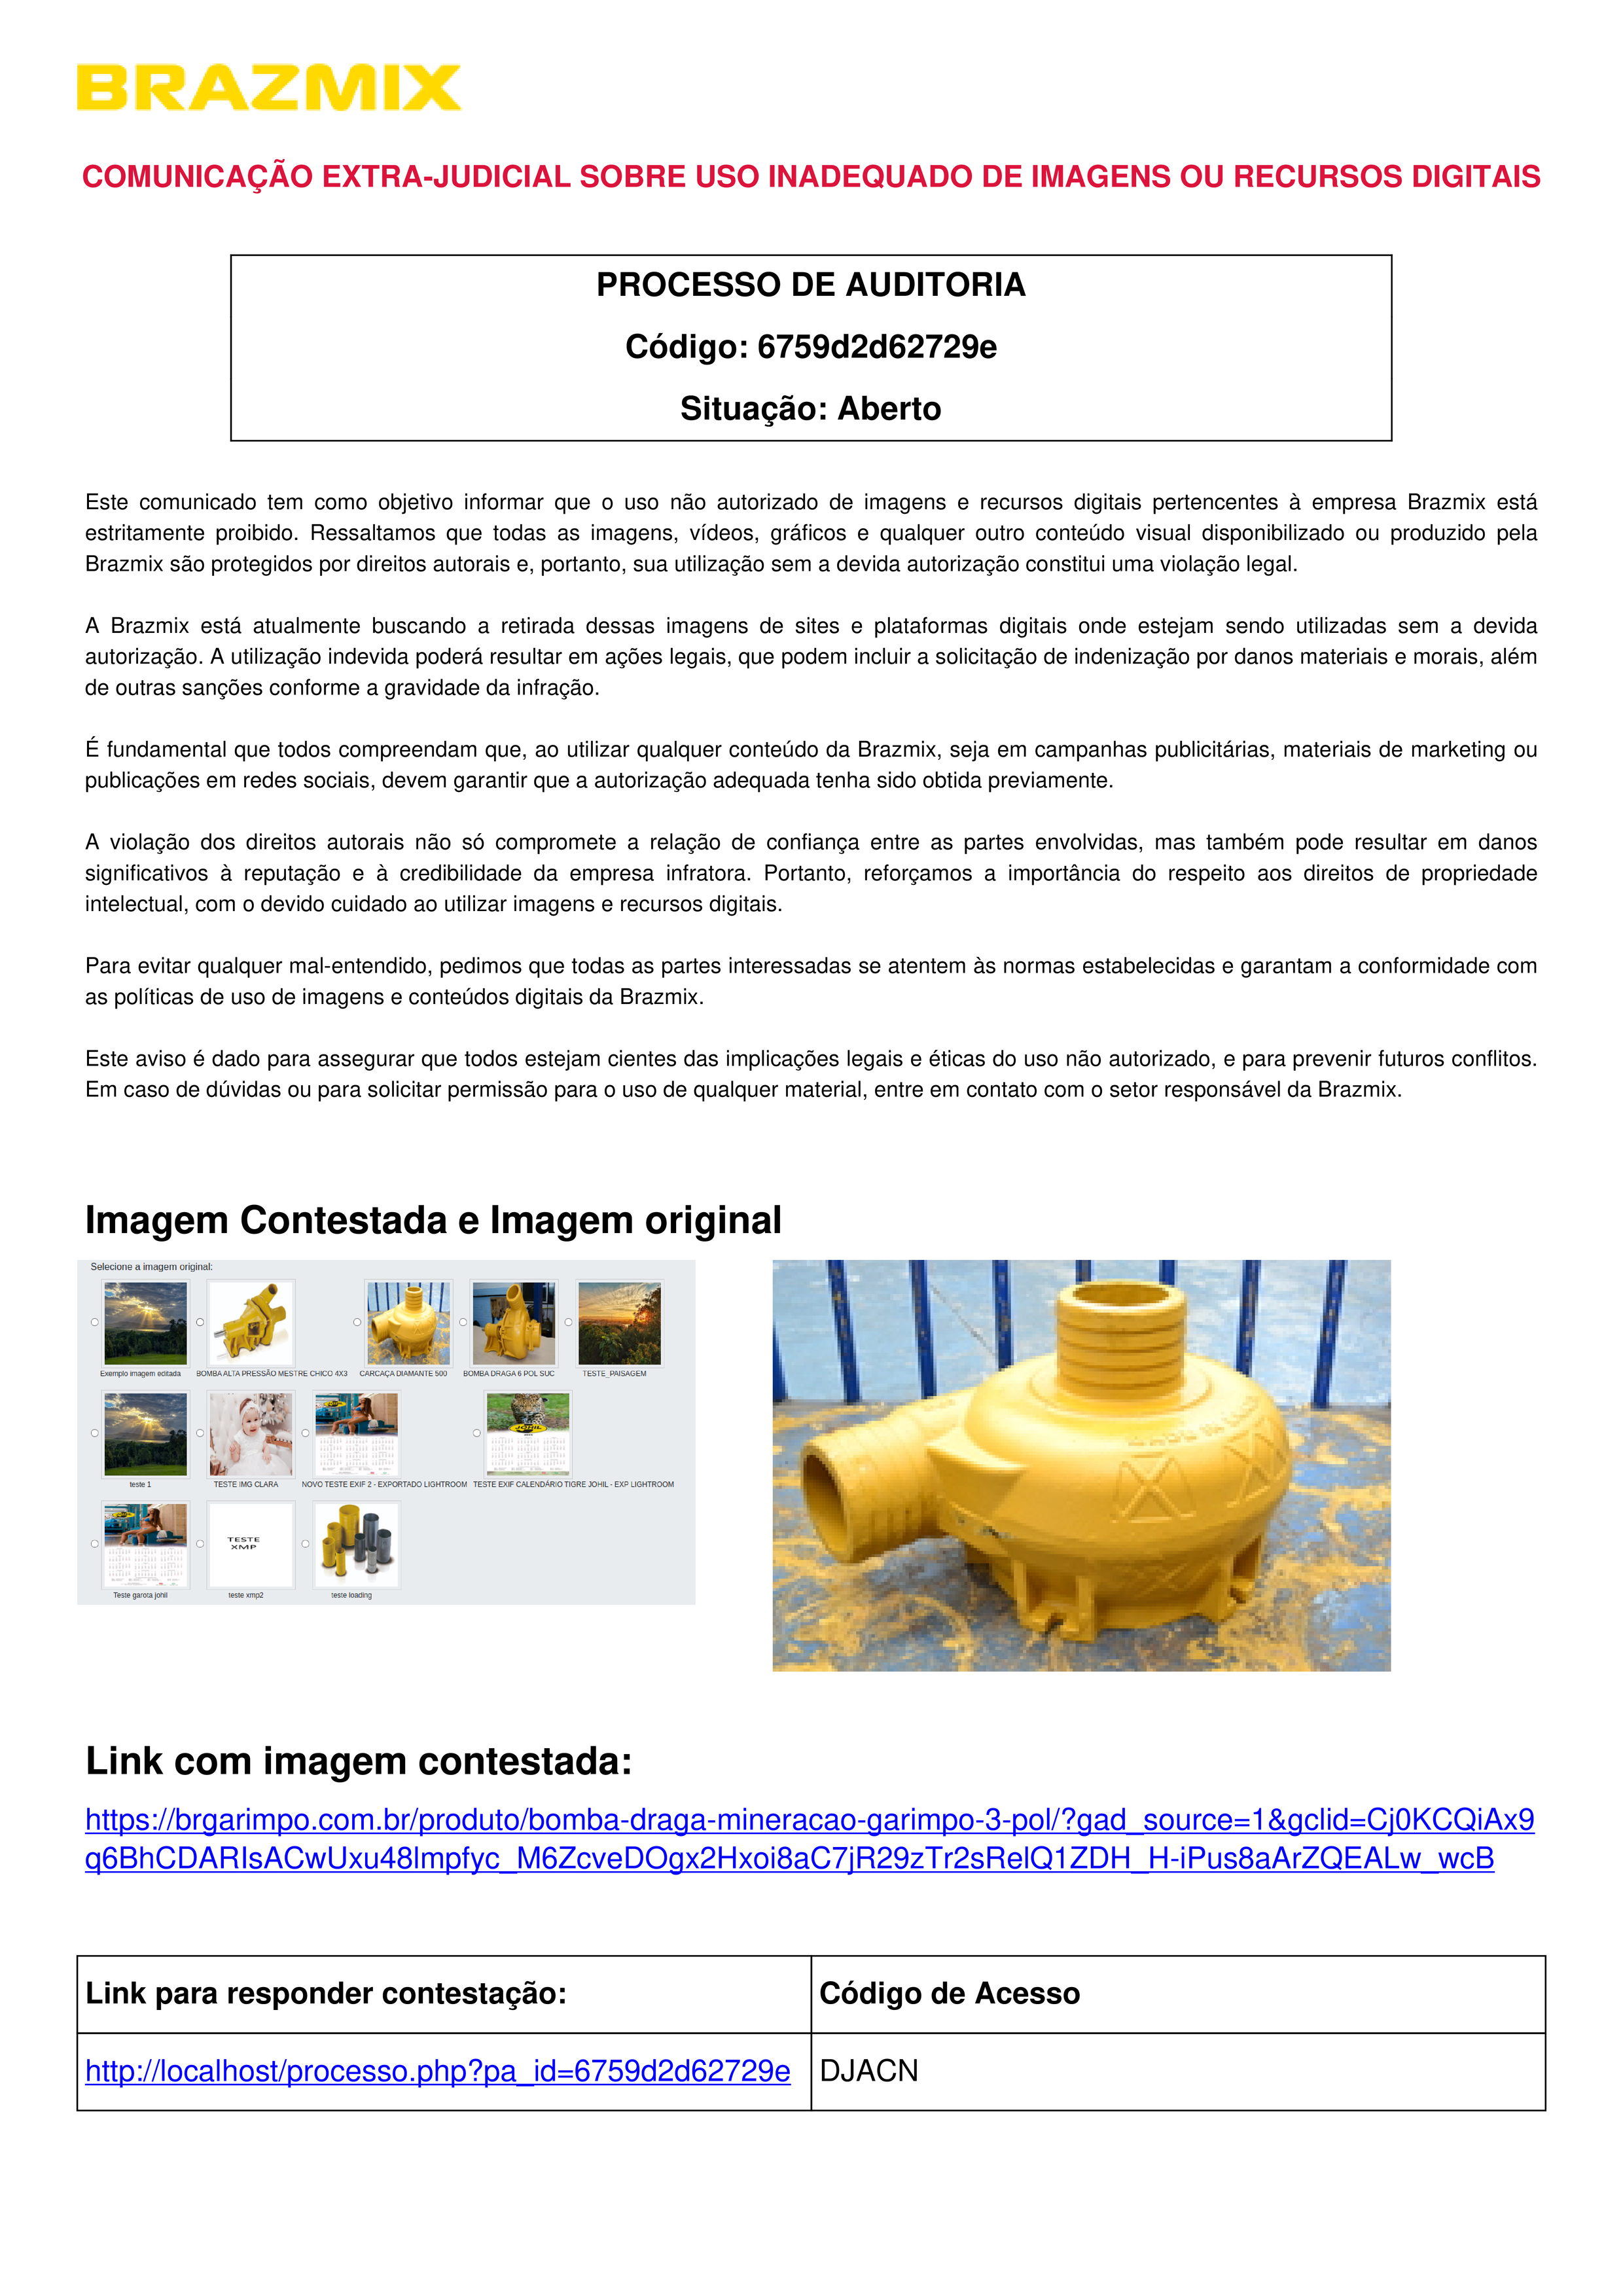 BRAZMIX
COMUNICAÇÃO EXTRA-JUDICIAL SOBRE USO INADEQUADO DE IMAGENS OU RECURSOS DIGITAIS
PROCESSO DE AUDITORIA
Código: 6759d2d62729e
Situação: Aberto
Este comunicado tem como objetivo informar que o uso não autorizado de imagens e recursos digitais pertencentes à empresa Brazmix está
estritamente proibido. Ressaltamos que todas as imagens, vídeos, gráficos e qualquer outro conteúdo visual disponibilizado ou produzido pela
Brazmix são protegidos por direitos autorais e, portanto, sua utilização sem a devida autorização constitui uma violação legal.
A Brazmix está atualmente buscando a retirada dessas imagens de sites e plataformas digitais onde estejam sendo utilizadas sem a devida
autorização. A utilização indevida poderá resultar em ações legais, que podem incluir a solicitação de indenização por danos materiais e morais, além
de outras sanções conforme a gravidade da infração.
É fundamental que todos compreendam que, ao utilizar qualquer conteúdo da Brazmix, seja em campanhas publicitárias, materiais de marketing ou
publicações em redes sociais, devem garantir que a autorização adequada tenha sido obtida previamente.
A violação dos direitos autorais não só compromete a relação de confiança entre as partes envolvidas, mas também pode resultar em danos
significativos à reputação e à credibilidade da empresa infratora. Portanto, reforçamos a importância do respeito aos direitos de propriedade
intelectual, com o devido cuidado ao utilizar imagens e recursos digitais.
Para evitar qualquer mal-entendido, pedimos que todas as partes interessadas se atentem às normas estabelecidas e garantam a conformidade com
as políticas de uso de imagens e conteúdos digitais da Brazmix.
Este aviso é dado para assegurar que todos estejam cientes das implicações legais e éticas do uso não autorizado, e para prevenir futuros conflitos.
Em caso de dúvidas ou para solicitar permissão para o uso de qualquer material, entre em contato com o setor responsável da Brazmix.
Imagem Contestada e Imagem original
Selecione a imagem original:
Exemplo imagem editada BOMBA ALTA PRESSÃO MESTRE CHICO 4X3 CARCAÇA DIAMANTE 500 BOMBA DRAGA 6 POL SUC TESTE_PAISAGEM
teste 1 TESTE IMG CLARA NOVO TESTE EXIF 2 - EXPORTADO LIGHTROOM TESTE EXIF CALENDÁRIO TIGRE JOHIL - EXP LIGHTROOM
TESTE
XMP
Teste garota johil teste xmp2 teste loading
Link com imagem contestada:
https://brgarimpo.com.br/produto/bomba-draga-mineracao-garimpo-3-pol/?gad_source=1&gclid=Cj0KCQiAx9
q6BhCDARIsACwUxu48lmpfyc_M6ZcveDOgx2Hxoi8aC7jR29zTr2sRelQ1ZDH_H-iPus8aArZQEALw_wcB
Link para responder contestação: Código de Acesso
http://localhost/processo.php?pa_id=6759d2d62729e DJACN